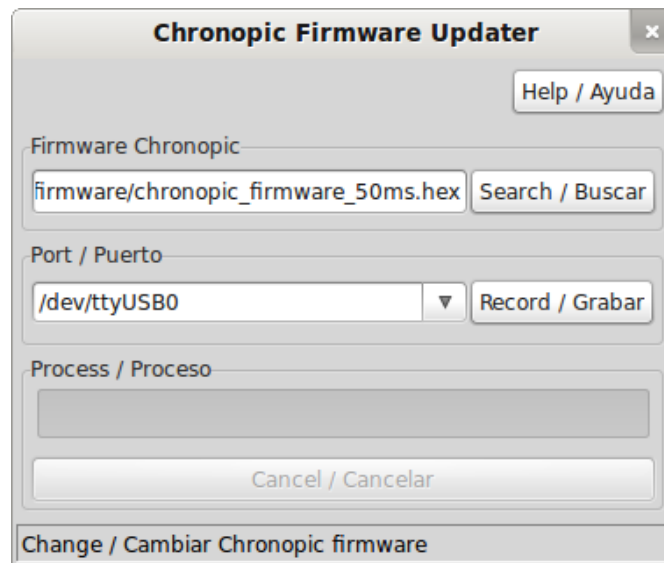 Chronopic Firmware Updater
Help / Ayuda
Firmware Chronopic
firmware/chronopic_firmware_50ms.hex Search / Buscar
Port / Puerto
/dev/ttyUSB0 Record / Grabar
Process / Proceso
Cancel / Cancelar
Change / Cambiar Chronopic firmware